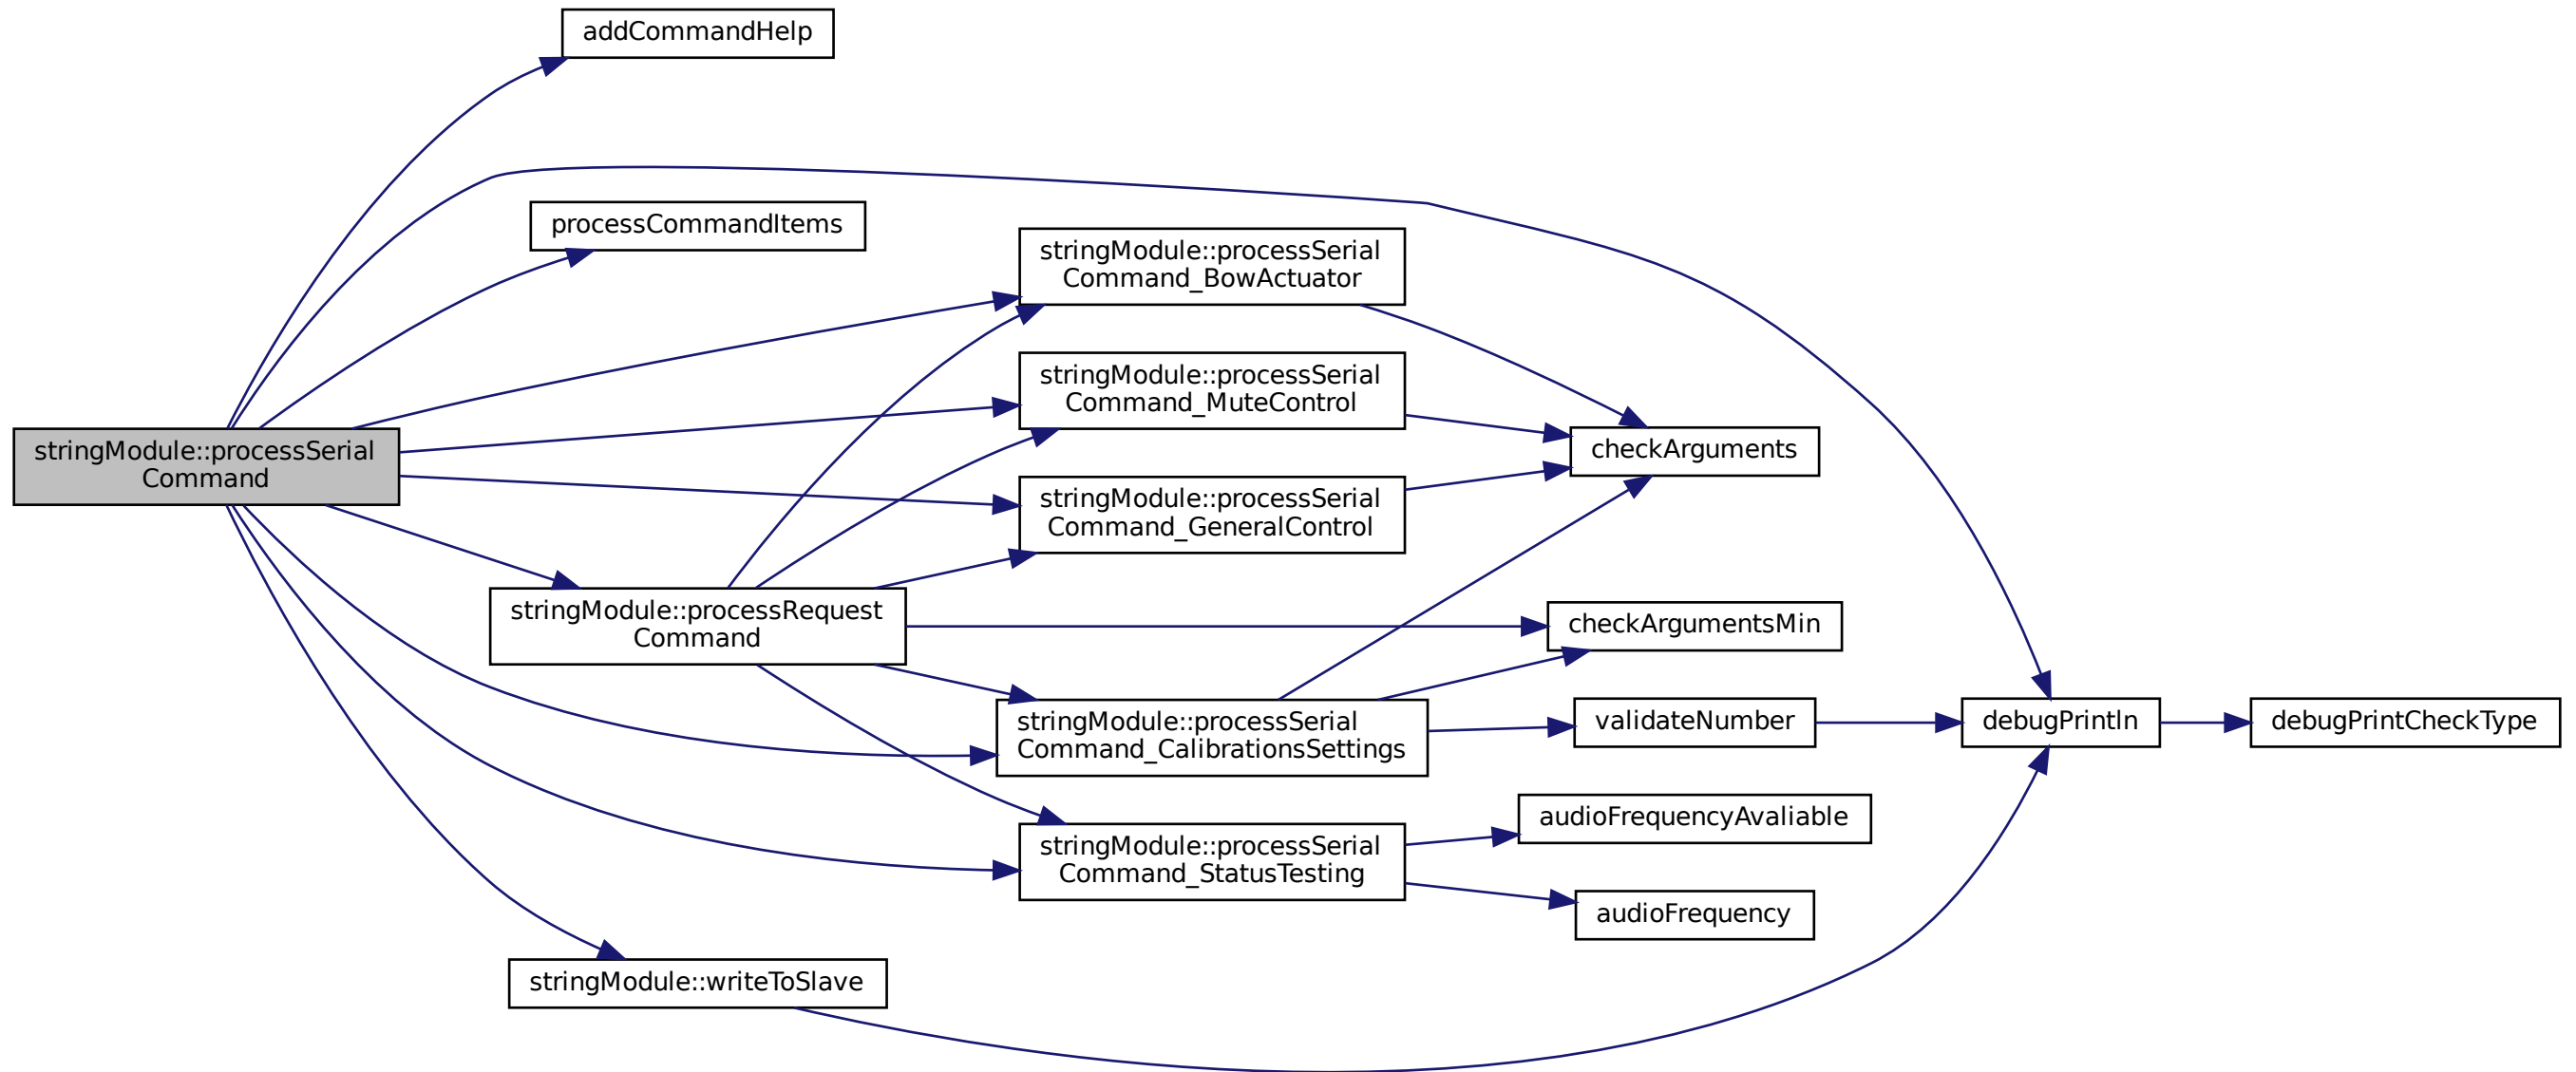 addCommandHelp
processCommandItems
stringModule::processSerial
Command_BowActuator
stringModule::processSerial
Command_MuteControl
stringModule::processSerial
Command
checkArguments
stringModule::processSerial
Command_GeneralControl
stringModule::processRequest
Command
checkArgumentsMin
stringModule::processSerial
Command_CalibrationsSettings
validateNumber
debugPrintln
debugPrintCheckType
audioFrequencyAvaliable
stringModule::processSerial
Command_StatusTesting
audioFrequency
stringModule::writeToSlave